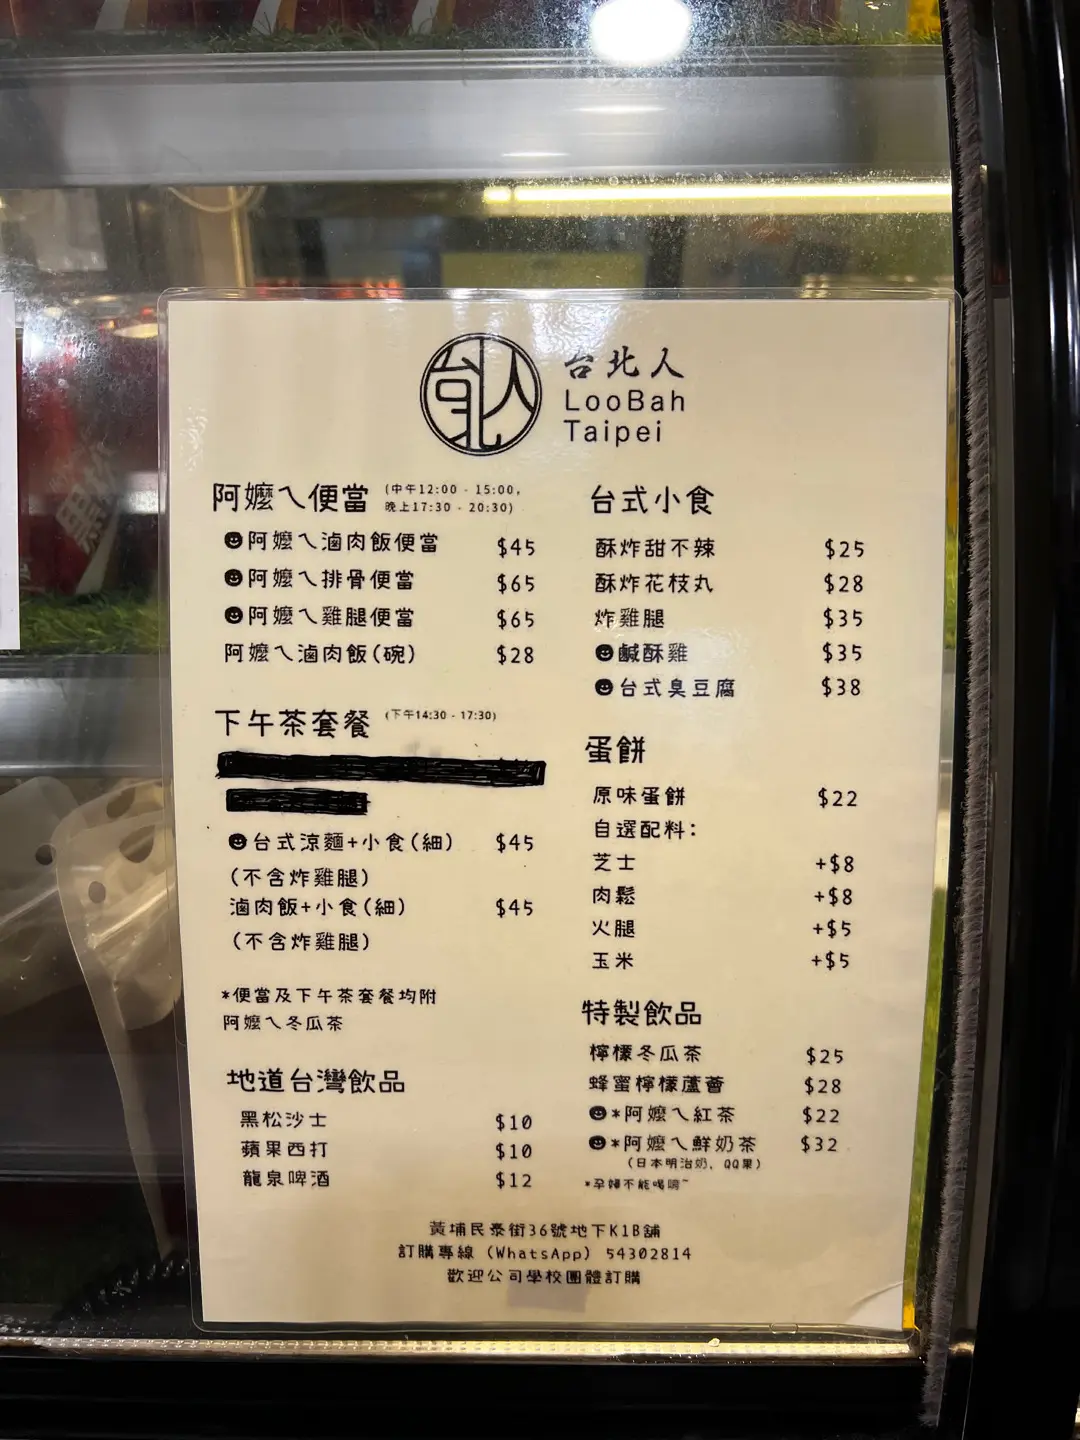 台北人
LooBah
Taipei
阿嬤ㄟ便當 (中午12:00 - 15:00,
晚上17:30 - 20:30)
阿嬤ㄟ滷肉飯便當 $45
阿嬤ㄟ排骨便當 $65
阿嬤ㄟ雞腿便當 $65
阿嬤ㄟ滷肉飯(碗) $28
下午茶套餐 (下午14:30 - 17:30)
台式涼麵+小食(細) $45
(不含炸雞腿)
滷肉飯+小食(細) $45
(不含炸雞腿)
*便當及下午茶套餐均附
阿嬤ㄟ冬瓜茶
地道台灣飲品
黑松沙士 $10
蘋果西打 $10
龍泉啤酒 $12
台式小食
酥炸甜不辣 $25
酥炸花枝丸 $28
炸雞腿 $35
鹹酥雞 $35
台式臭豆腐 $38
蛋餅
原味蛋餅 $22
自選配料:
芝士 +$8
肉鬆 +$8
火腿 +$5
玉米 +$5
特製飲品
檸檬冬瓜茶 $25
蜂蜜檸檬蘆薈 $28
*阿嬤ㄟ紅茶 $22
*阿嬤ㄟ鮮奶茶 $32
(日本明治奶、QQ果)
*孕婦不能喝唷~
黃埔民泰街36號地下K1B舖
訂購專線 (WhatsApp) 54302814
歡迎公司學校團體訂購